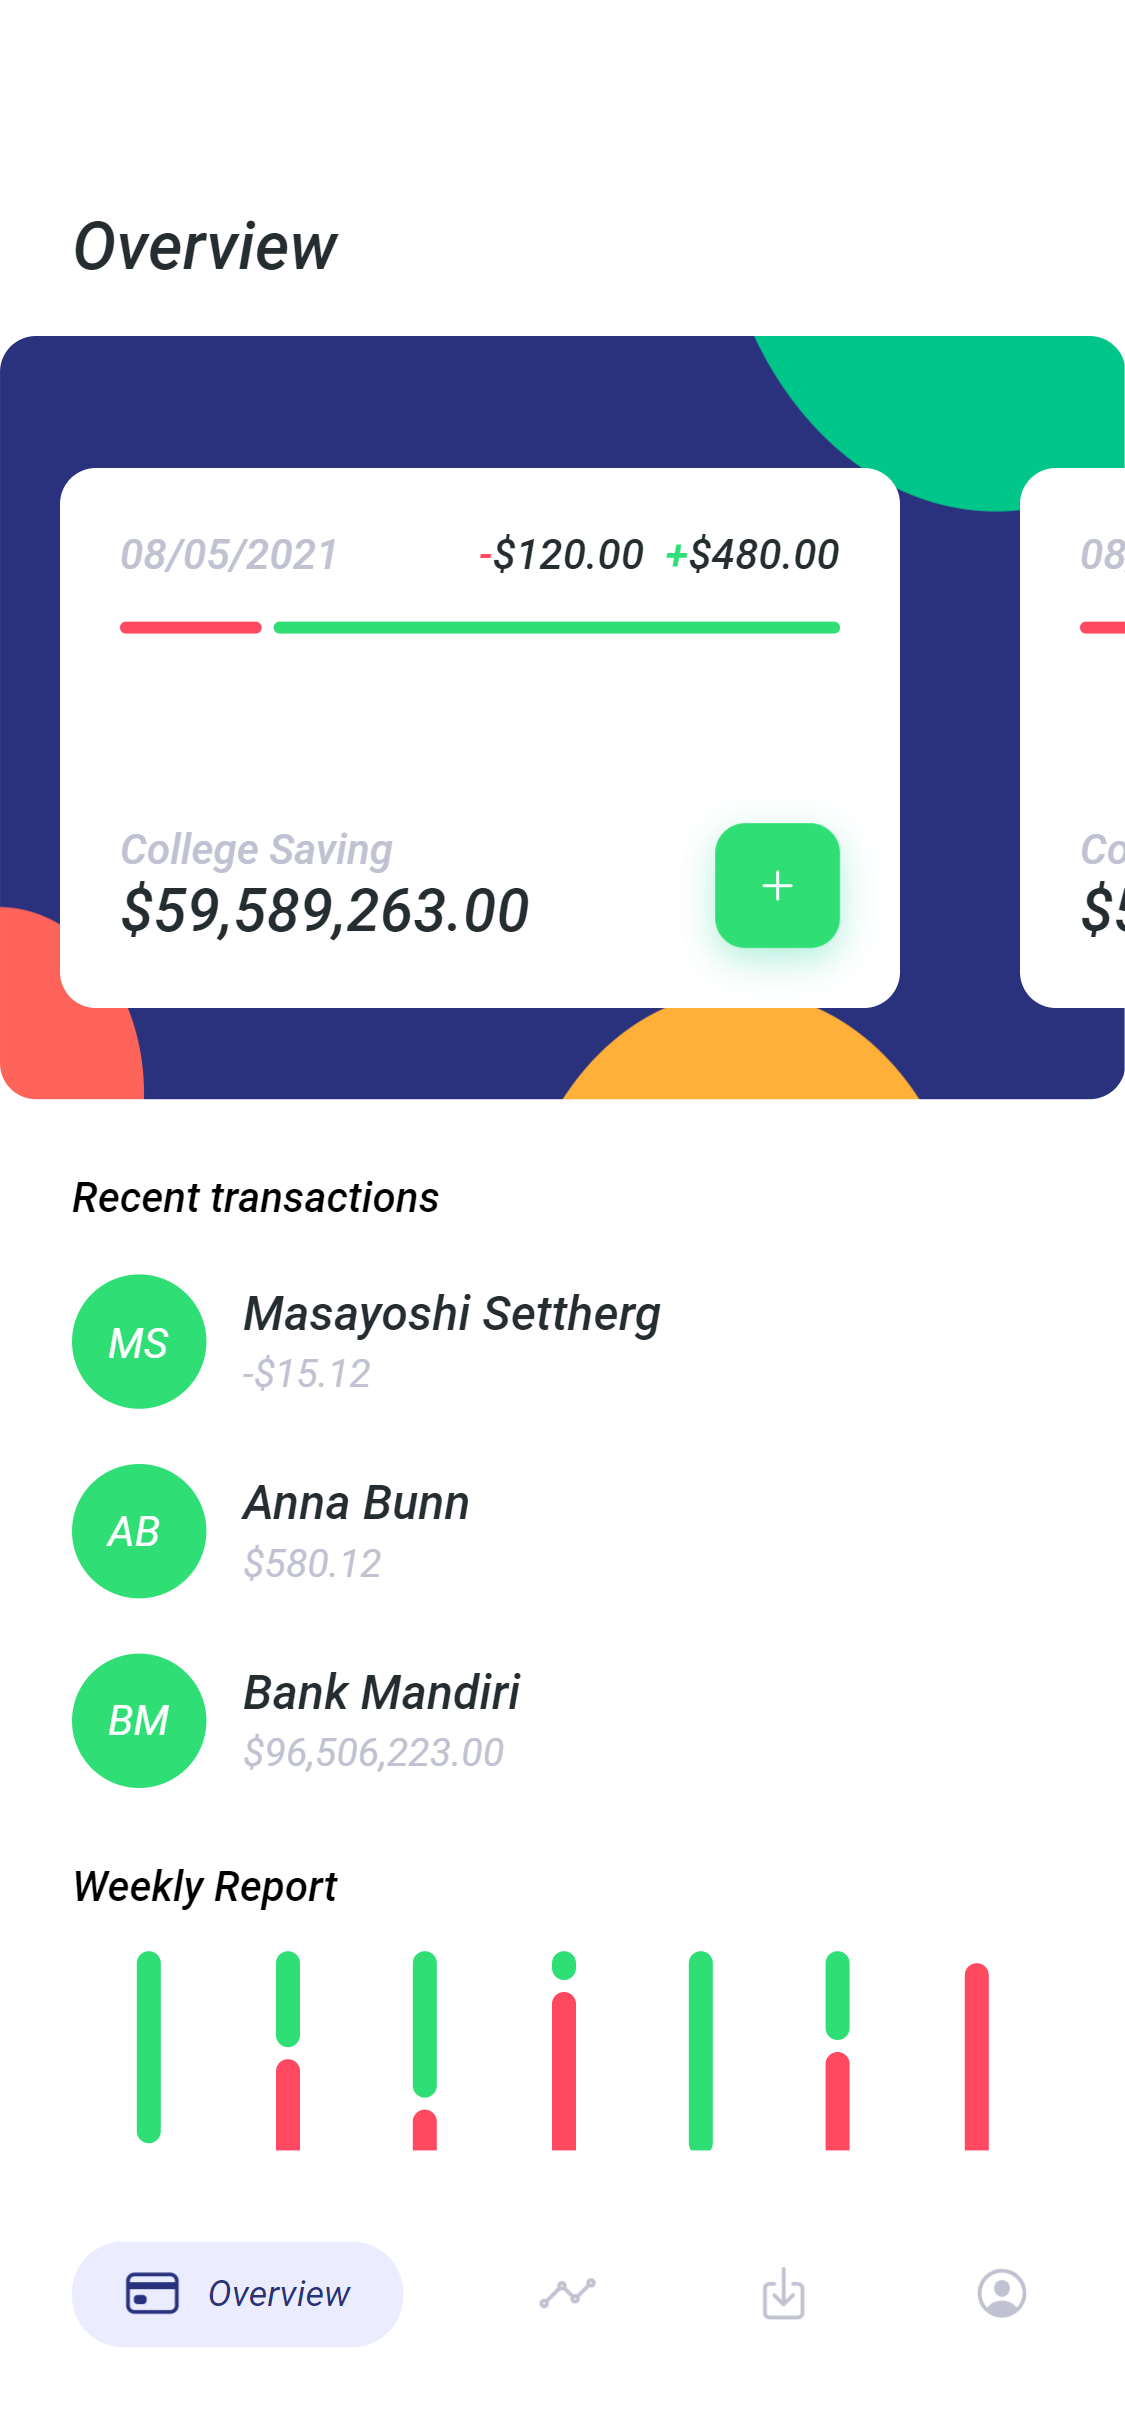 Overview
08/05/2021 -$120.00 +$480.00
08
College Saving
Co
$59,589,263.00
$5
Recent transactions
MS
Masayoshi Settherg
-$15.12
AB
Anna Bunn
$580.12
BM
Bank Mandiri
$96,506,223.00
Weekly Report
Overview